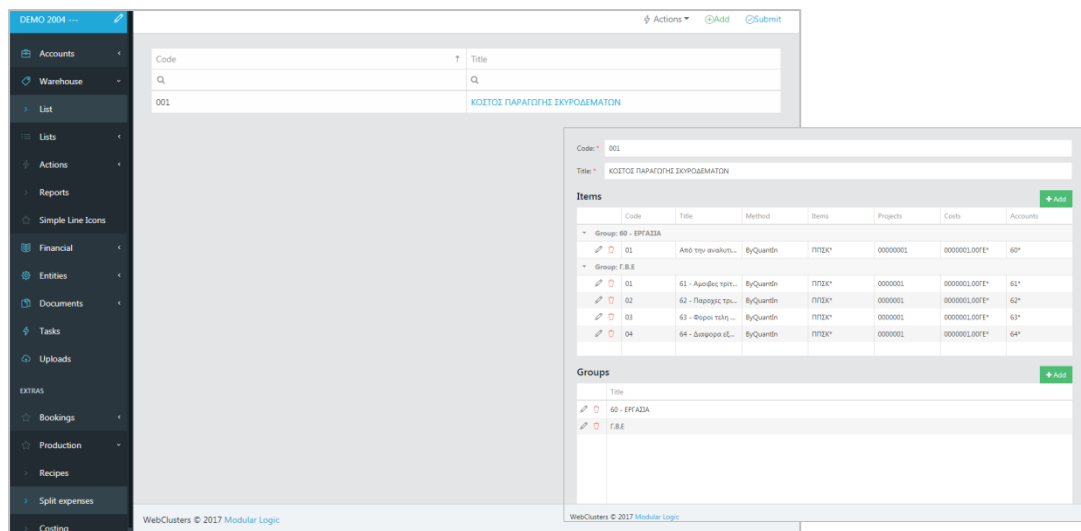 DEMO 2004 ---
Actions
Add
Submit
Accounts
Warehouse
List
Lists
Actions
Reports
Simple Line Icons
Financial
Entities
Documents
Tasks
Uploads
EXTRAS
Bookings
Production
Recipes
Split expenses
Costing
Code ↑ Title
001 ΚΟΣΤΟΣ ΠΑΡΑΓΩΓΗΣ ΣΚΥΡΟΔΕΜΑΤΩΝ
WebClusters © 2017 Modular Logic
Code: * 001
Title: * ΚΟΣΤΟΣ ΠΑΡΑΓΩΓΗΣ ΣΚΥΡΟΔΕΜΑΤΩΝ
Items
+ Add
Code Title Method Items Projects Costs Accounts
Group: 60 - ΕΡΓΑΣΙΑ
01 Από την αναλυτι... ByQuantIn ΠΠΣΚ* 00000001 0000001.00ΓΕ* 60*
Group: Γ.Β.Ε
01 61 - Αμοιβες τρίτ... ByQuantIn ΠΠΣΚ* 0000001 0000001.00ΓΕ* 61*
02 62 - Παροχες τρι... ByQuantIn ΠΠΣΚ* 0000001 0000001.00ΓΕ* 62*
03 63 - Φοροι τελη ... ByQuantIn ΠΠΣΚ* 0000001 0000001.00ΓΕ* 63*
04 64 - Διαφορα εξ... ByQuantIn ΠΠΣΚ* 0000001 0000001.00ΓΕ* 64*
Groups
+ Add
Title
60 - ΕΡΓΑΣΙΑ
Γ.Β.Ε
WebClusters © 2017 Modular Logic